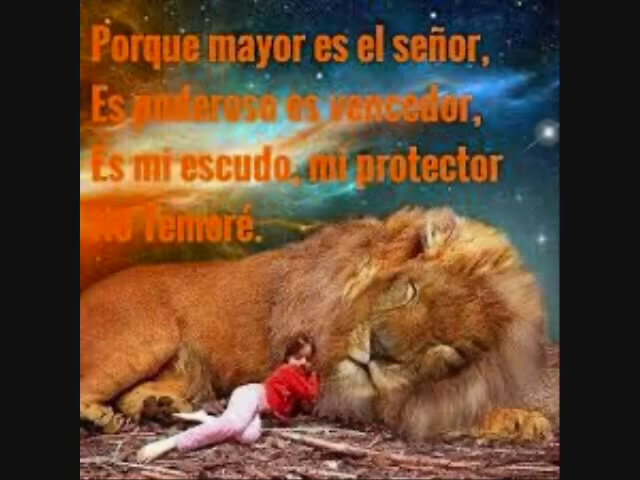 Porque mayor es el señor,
Es poderoso es vencedor,
Es mi escudo, mi protector
No Temoré.